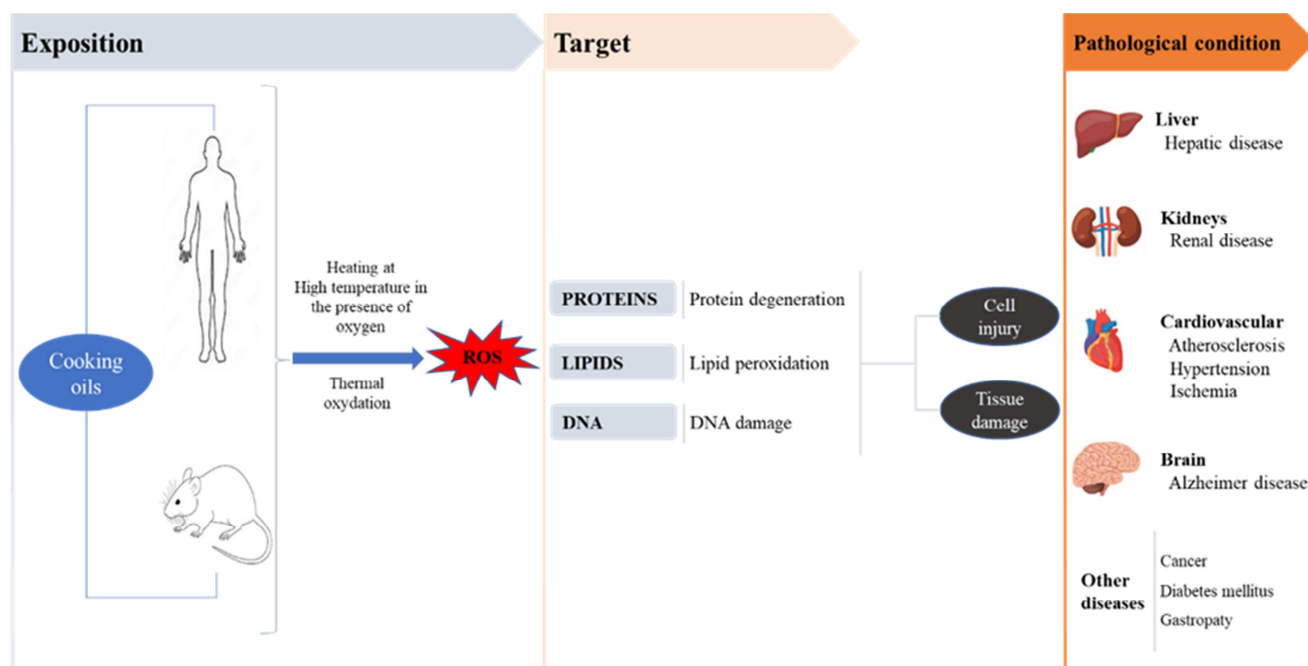 Exposition
Target
Pathological condition
Cooking
oils
Heating at
High temperature in
the presence of
oxygen
Thermal
oxydation
ROS
PROTEINS
Protein degeneration
LIPIDS
Lipid peroxidation
DNA
DNA damage
Cell
injury
Tissue
damage
Liver
Hepatic disease
Kidneys
Renal disease
Cardiovascular
Atherosclerosis
Hypertension
Ischemia
Brain
Alzheimer disease
Other
diseases
Cancer
Diabetes mellitus
Gastropaty